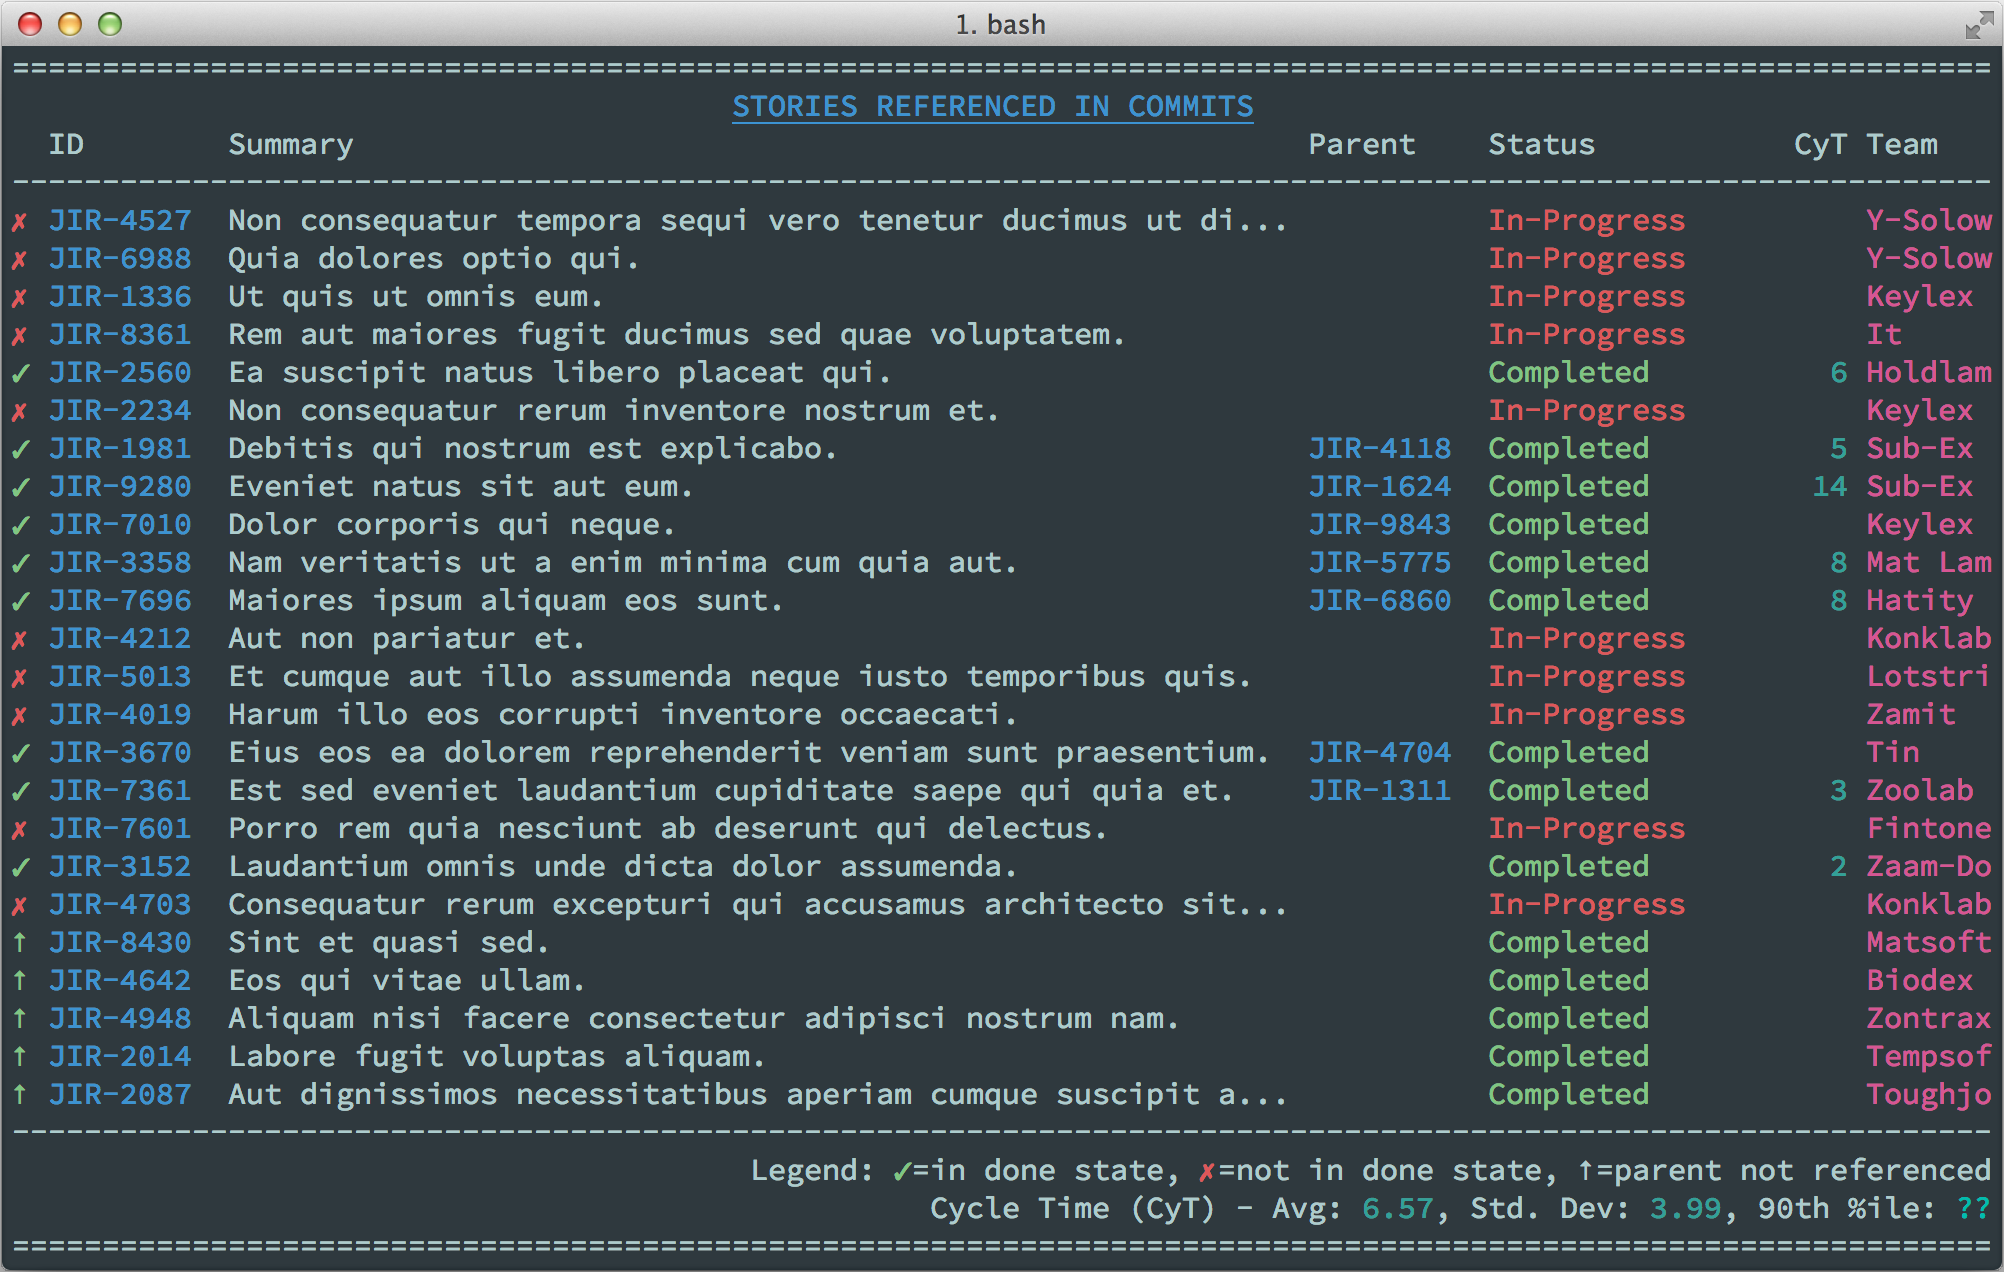 1. bash
==============================================================================================================
STORIES REFERENCED IN COMMITS
ID Summary Parent Status CyT Team
--------------------------------------------------------------------------------------------------------------
✗ JIR-4527 Non consequatur tempora sequi vero tenetur ducimus ut di... In-Progress Y-Solow
✗ JIR-6988 Quia dolores optio qui. In-Progress Y-Solow
✗ JIR-1336 Ut quis ut omnis eum. In-Progress Keylex
✗ JIR-8361 Rem aut maiores fugit ducimus sed quae voluptatem. In-Progress It
✓ JIR-2560 Ea suscipit natus libero placeat qui. Completed 6 Holdlam
✗ JIR-2234 Non consequatur rerum inventore nostrum et. In-Progress Keylex
✓ JIR-1981 Debitis qui nostrum est explicabo. JIR-4118 Completed 5 Sub-Ex
✓ JIR-9280 Eveniet natus sit aut eum. JIR-1624 Completed 14 Sub-Ex
✓ JIR-7010 Dolor corporis qui neque. JIR-9843 Completed Keylex
✓ JIR-3358 Nam veritatis ut a enim minima cum quia aut. JIR-5775 Completed 8 Mat Lam
✓ JIR-7696 Maiores ipsum aliquam eos sunt. JIR-6860 Completed 8 Hatity
✗ JIR-4212 Aut non pariatur et. In-Progress Konklab
✗ JIR-5013 Et cumque aut illo assumenda neque iusto temporibus quis. In-Progress Lotstri
✗ JIR-4019 Harum illo eos corrupti inventore occaecati. In-Progress Zamit
✓ JIR-3670 Eius eos ea dolorem reprehenderit veniam sunt praesentium. JIR-4704 Completed Tin
✓ JIR-7361 Est sed eveniet laudantium cupiditate saepe qui quia et. JIR-1311 Completed 3 Zoolab
✗ JIR-7601 Porro rem quia nesciunt ab deserunt qui delectus. In-Progress Fintone
✓ JIR-3152 Laudantium omnis unde dicta dolor assumenda. Completed 2 Zaam-Do
✗ JIR-4703 Consequatur rerum excepturi qui accusamus architecto sit... In-Progress Konklab
↑ JIR-8430 Sint et quasi sed. Completed Matsoft
↑ JIR-4642 Eos qui vitae ullam. Completed Biodex
↑ JIR-4948 Aliquam nisi facere consectetur adipisci nostrum nam. Completed Zontrax
↑ JIR-2014 Labore fugit voluptas aliquam. Completed Tempsof
↑ JIR-2087 Aut dignissimos necessitatibus aperiam cumque suscipit a... Completed Toughjo
--------------------------------------------------------------------------------------------------------------
Legend: ✓=in done state, ✗=not in done state, ↑=parent not referenced
Cycle Time (CyT) - Avg: 6.57, Std. Dev: 3.99, 90th %ile: ??
==============================================================================================================